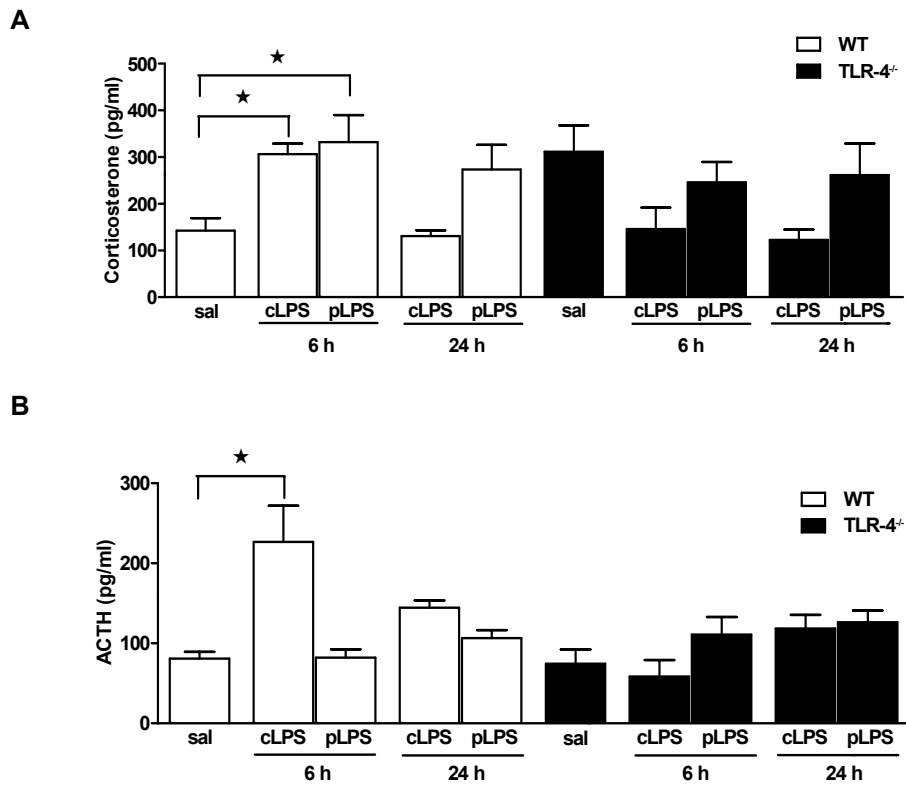 A
WT
TLR-4-/-
Corticosterone (pg/ml)
500
400
300
200
100
0
★
★
sal
cLPS pLPS
cLPS pLPS
sal
cLPS pLPS
cLPS pLPS
6 h
24 h
6 h
24 h
B
WT
TLR-4-/-
ACTH (pg/ml)
300
200
100
0
★
sal
cLPS pLPS
cLPS pLPS
sal
cLPS pLPS
cLPS pLPS
6 h
24 h
6 h
24 h